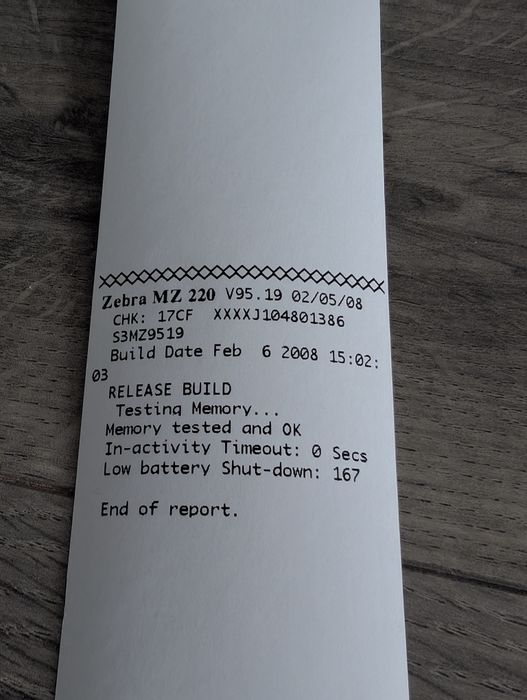 Zebra MZ 220 V95.19 02/05/08
CHK: 17CF XXXXJ104801386
S3MZ9519
Build Date Feb 6 2008 15:02:
03
RELEASE BUILD
Testing Memory...
Memory tested and OK
In-activity Timeout: 0 Secs
Low battery Shut-down: 167
End of report.